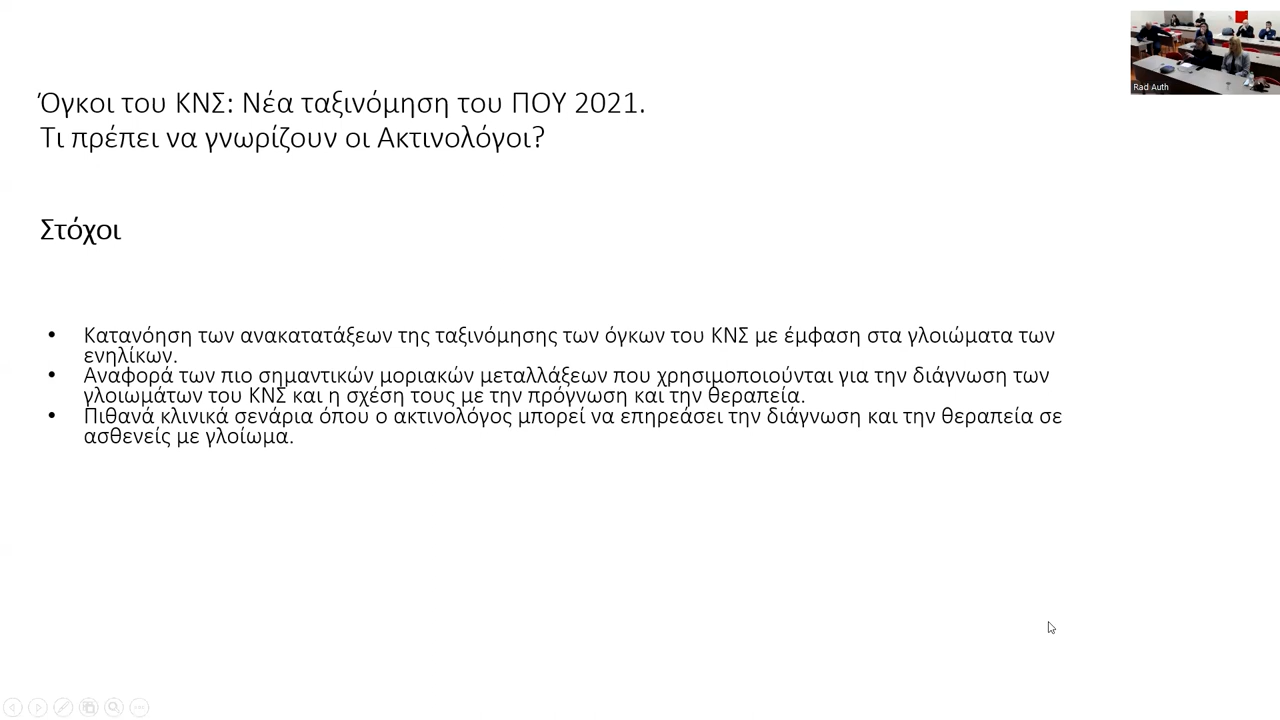 Όγκοι του ΚΝΣ: Νέα ταξινόμηση του ΠΟΥ 2021.
Τι πρέπει να γνωρίζουν οι Ακτινολόγοι?
Στόχοι
• Κατανόηση των ανακατατάξεων της ταξινόμησης των όγκων του ΚΝΣ με έμφαση στα γλοιώματα των
ενηλίκων.
• Αναφορά των πιο σημαντικών μοριακών μεταλλάξεων που χρησιμοποιούνται για την διάγνωση των
γλοιωμάτων του ΚΝΣ και η σχέση τους με την πρόγνωση και την θεραπεία.
• Πιθανά κλινικά σενάρια όπου ο ακτινολόγος μπορεί να επηρεάσει την διάγνωση και την θεραπεία σε
ασθενείς με γλοίωμα.
Rad Auth